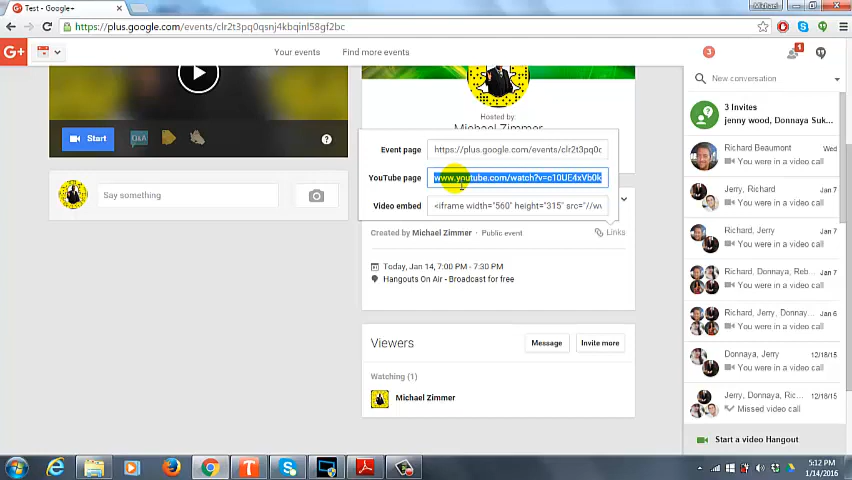 Test - Google+
Michael
https://plus.google.com/events/clr2t3pq0qsnj4kbqinl58gf2bc
G+
Your events
Find more events
3
1
New conversation
3 Invites
jenny wood, Donnaya Suk...
Hosted by:
Michael Zimmer
Start
Q&A
?
Event page
https://plus.google.com/events/clr2t3pq0c
YouTube page
www.youtube.com/watch?v=c10UE4xVb0k
Video embed
<iframe width="560" height="315" src="//w
Say something
Created by Michael Zimmer - Public event
Links
Today, Jan 14, 7:00 PM - 7:30 PM
Hangouts On Air - Broadcast for free
Viewers
Message
Invite more
Watching (1)
Michael Zimmer
Richard Beaumont
Wed
Jerry, Richard
Jan 7
You were in a video call
Richard, Jerry
Jan 7
You were in a video call
Richard, Donnaya, Reb...
Jan 7
You were in a video call
Richard, Jerry, Donnay...
Jan 6
You were in a video call
Donnaya, Jerry
12/18/15
You were in a video call
Jerry, Donnaya, Ric...
12/18/15
Missed video call
Start a video Hangout
5:12 PM
1/14/2016